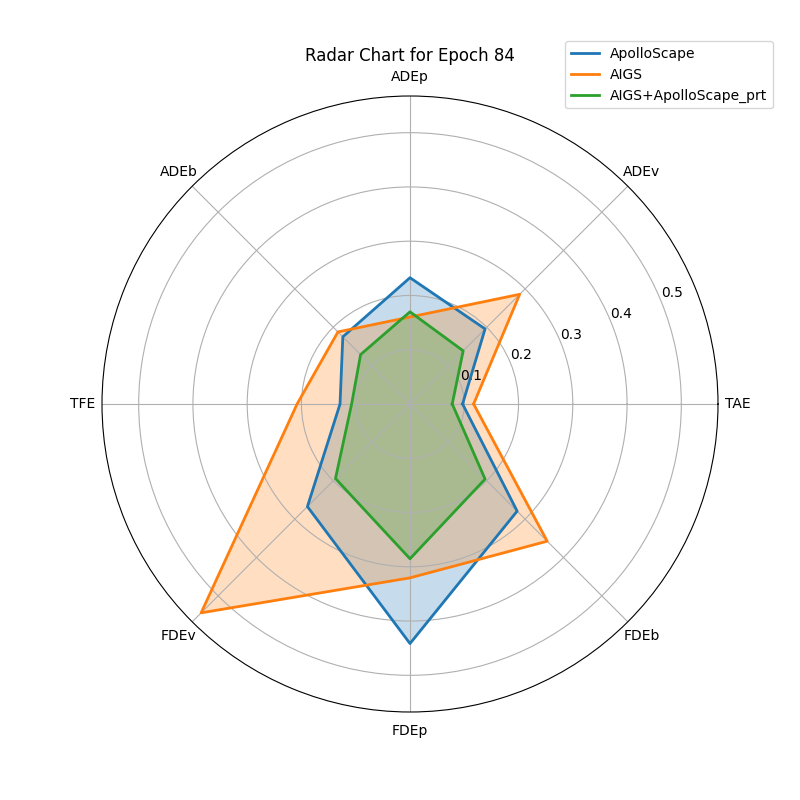 Radar Chart for Epoch 84
ApolloScape
AIGS
AIGS+ApolloScape_prt
ADEp
ADEb
ADEv
0.5
0.4
0.3
0.2
0.1
TFE
TAE
FDEv
FDEb
FDEp